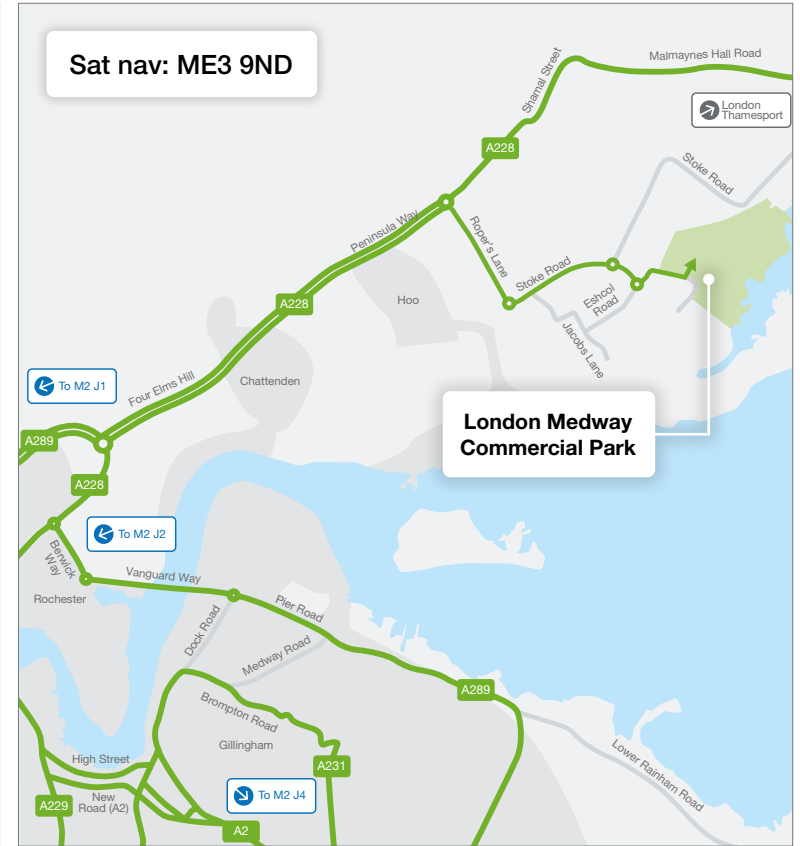 Sat nav: ME3 9ND
Malmaynes Hall Road
Shamal Street
London
Thamesport
A228
Stoke Road
Peninsula Way
Roper's Lane
Stoke Road
Eshcol
Road
A228
Hoo
Jacobs Lane
Chattenden
Four Elms Hill
To M2 J1
London Medway
Commercial Park
A289
A228
To M2 J2
Berwick
Way
Vanguard Way
Rochester
Pier Road
Dock Road
Medway Road
A289
Brompton Road
Gillingham
Lower Rainham Road
High Street
A231
New
Road (A2)
To M2 J4
A229
A2